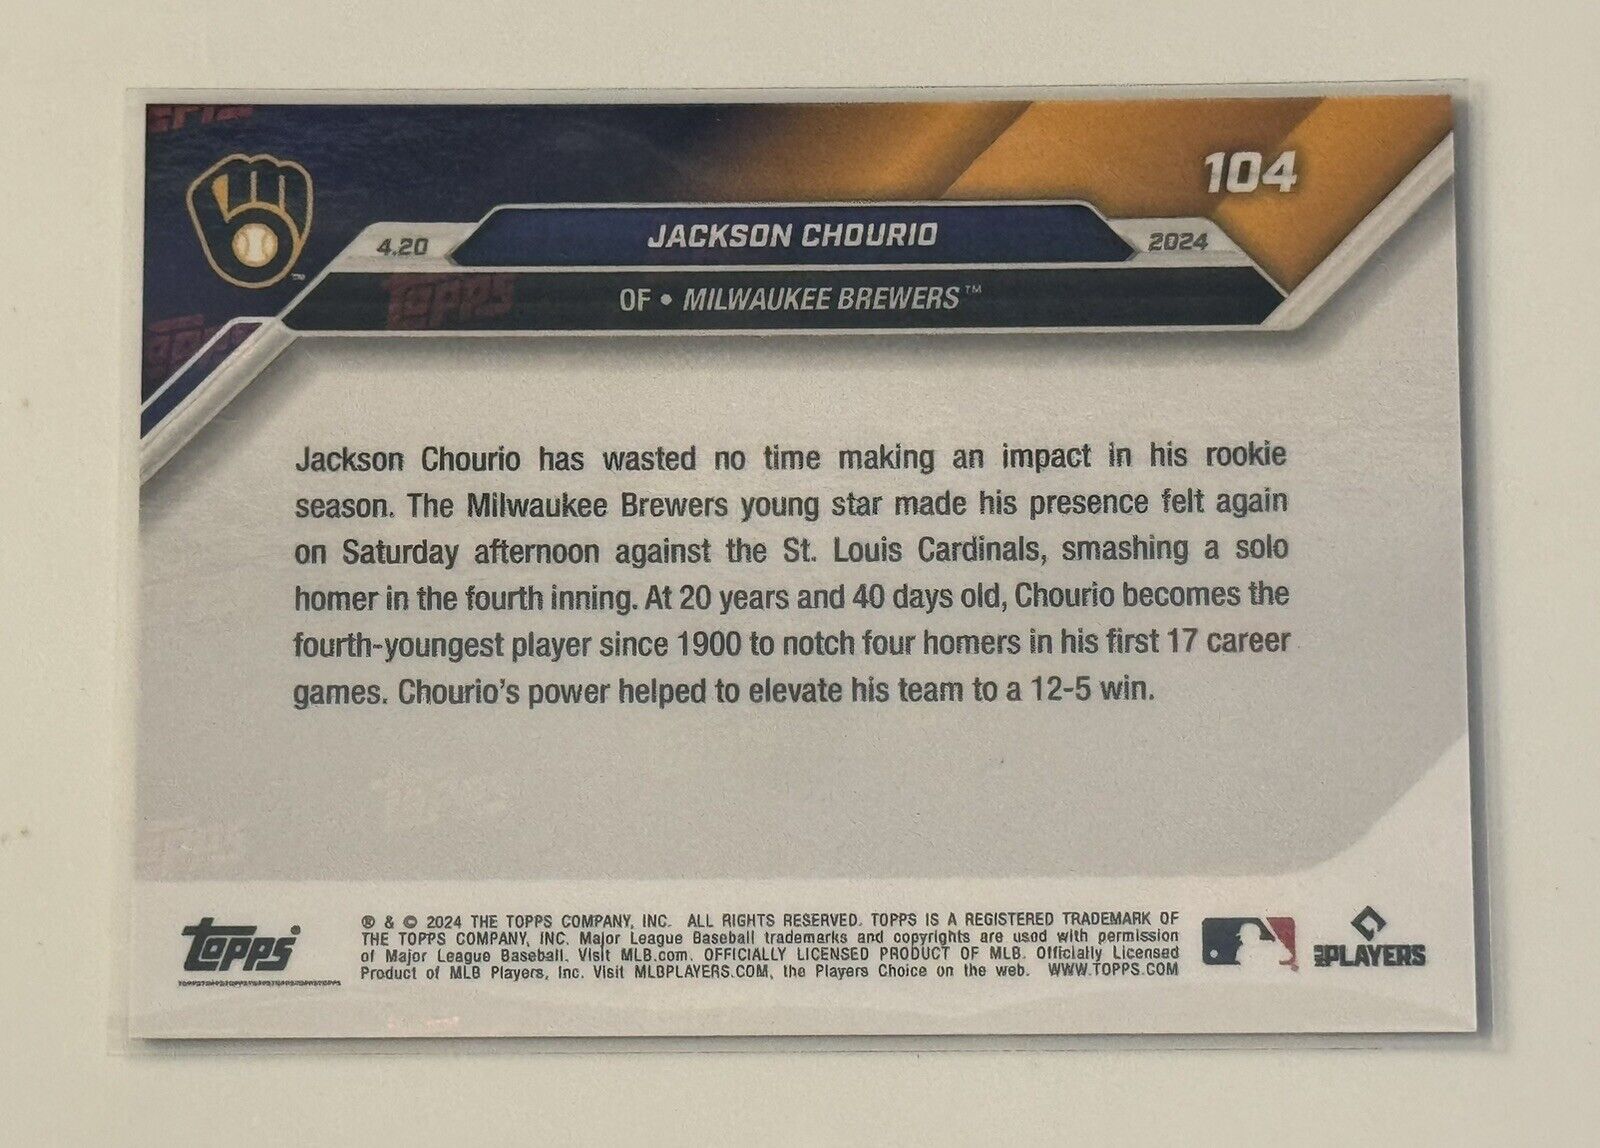 104
JACKSON CHOURIO
4.20
2024
OF • MILWAUKEE BREWERS™
Topps
Jackson Chourio has wasted no time making an impact in his rookie
season. The Milwaukee Brewers young star made his presence felt again
on Saturday afternoon against the St. Louis Cardinals, smashing a solo
homer in the fourth inning. At 20 years and 40 days old, Chourio becomes the
fourth-youngest player since 1900 to notch four homers in his first 17 career
games. Chourio's power helped to elevate his team to a 12-5 win.
Topps®
® & © 2024 THE TOPPS COMPANY, INC. ALL RIGHTS RESERVED. TOPPS IS A REGISTERED TRADEMARK OF
THE TOPPS COMPANY, INC. Major League Baseball trademarks and copyrights are used with permission
of Major League Baseball. Visit MLB.com. OFFICIALLY LICENSED PRODUCT OF MLB. Officially Licensed
Product of MLB Players, Inc. Visit MLBPLAYERS.COM, the Players Choice on the web. WWW.TOPPS.COM
MLB PLAYERS